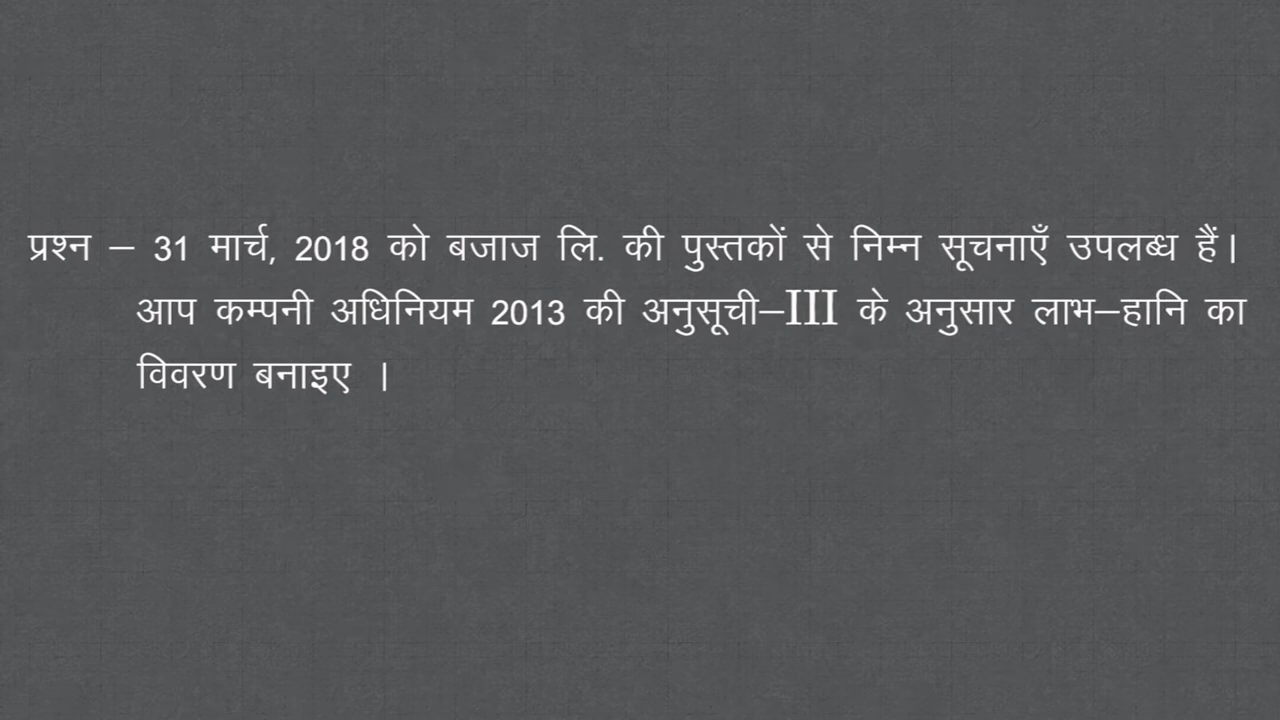 प्रश्न – 31 मार्च, 2018 को बजाज लि. की पुस्तकों से निम्न सूचनाएँ उपलब्ध हैं।
आप कम्पनी अधिनियम 2013 की अनुसूची–III के अनुसार लाभ–हानि का
विवरण बनाइए ।